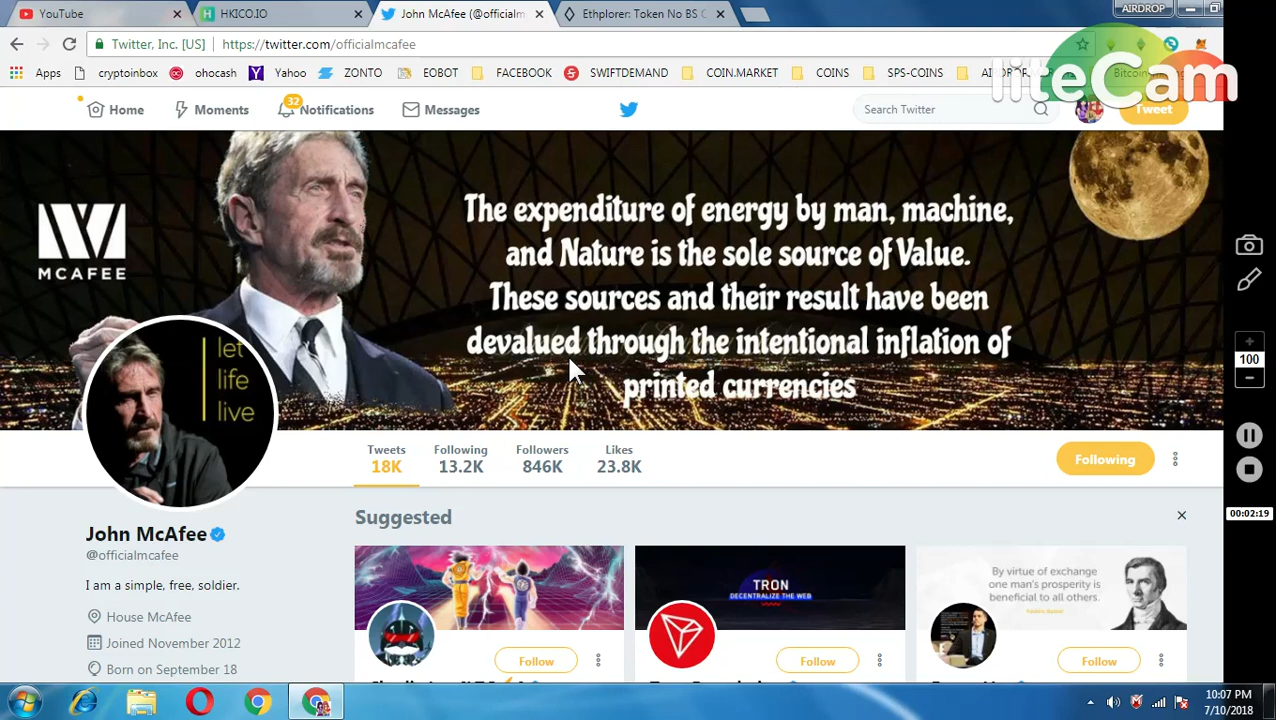 YouTube
HKICO.IO
John McAfee (@officialm
Ethplorer: Token No BS C
AIRDROP
Twitter, Inc. [US]
https://twitter.com/officialmcafee
Apps
cryptoinbox
ohocash
Yahoo
EOBOT
FACEBOOK
SWIFTDEMAND
COIN.MARKET
COINS
SPS-COINS
liteCam
Home
Moments
32
Notifications
Messages
Search Twitter
Tweet
The expenditure of energy by man, machine,
and Nature is the sole source of Value.
These sources and their result have been
devalued through the intentional inflation of
printed currencies
MCAFEE
let
life
live
Tweets
18K
Following
13.2K
Followers
846K
Likes
23.8K
Following
100
00:02:19
John McAfee
@officialmcafee
I am a simple, free, soldier.
House McAfee
Joined November 2012
Born on September 18
Suggested
TRON
DECENTRALIZE THE WEB
By virtue of exchange
one man's prosperity is
beneficial to all others.
Follow
Follow
Follow
10:07 PM
7/10/2018